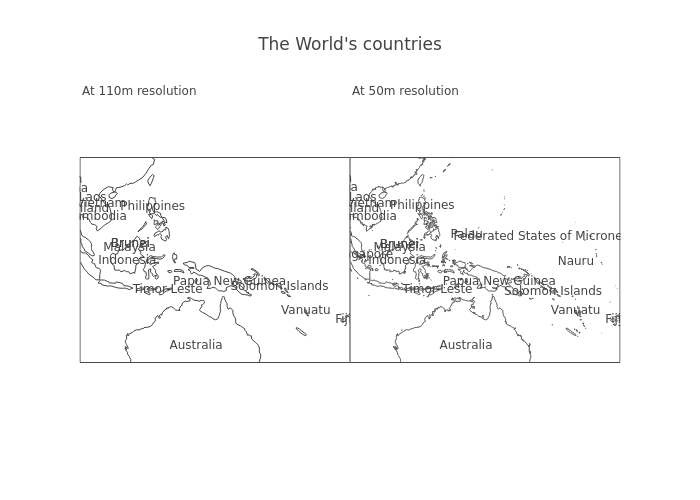 The World's countries
At 110m resolution
At 50m resolution
a
Laos
Vietnam
iland
mbodia
Philippines
Brunei
Malaysia
Indonesia
Papua New Guinea
Timor-Leste
Solomon Islands
Vanuatu
Fij
Australia
a
Laos
Vietnam
iland
mbodia
Philippines
Palau
Federated States of Microne
Brunei
Malaysia
gapore
Indonesia
Nauru
Papua New Guinea
Timor-Leste
Solomon Islands
Vanuatu
Fij
Australia